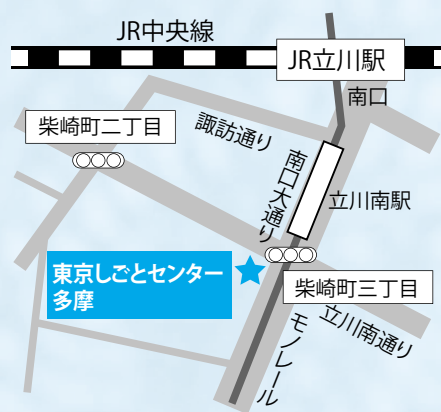 JR中央線
JR立川駅
南口
柴崎町二丁目
諏訪通り
南口大通り
立川南駅
東京しごとセンター
多摩
柴崎町三丁目
立川南通り
モノレール